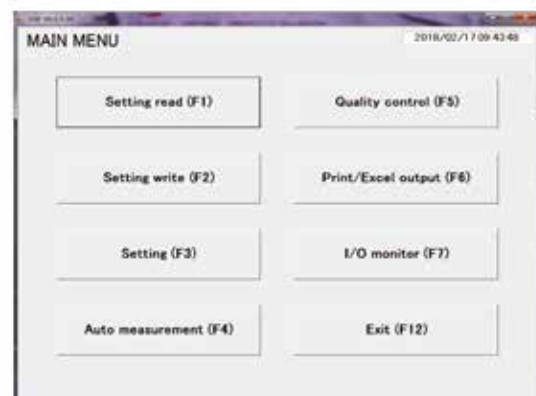 MAIN MENU
2018/02/17 09:43:48
Setting read (F1)
Quality control (F5)
Setting write (F2)
Print/Excel output (F6)
Setting (F3)
I/O monitor (F7)
Auto measurement (F4)
Exit (F12)